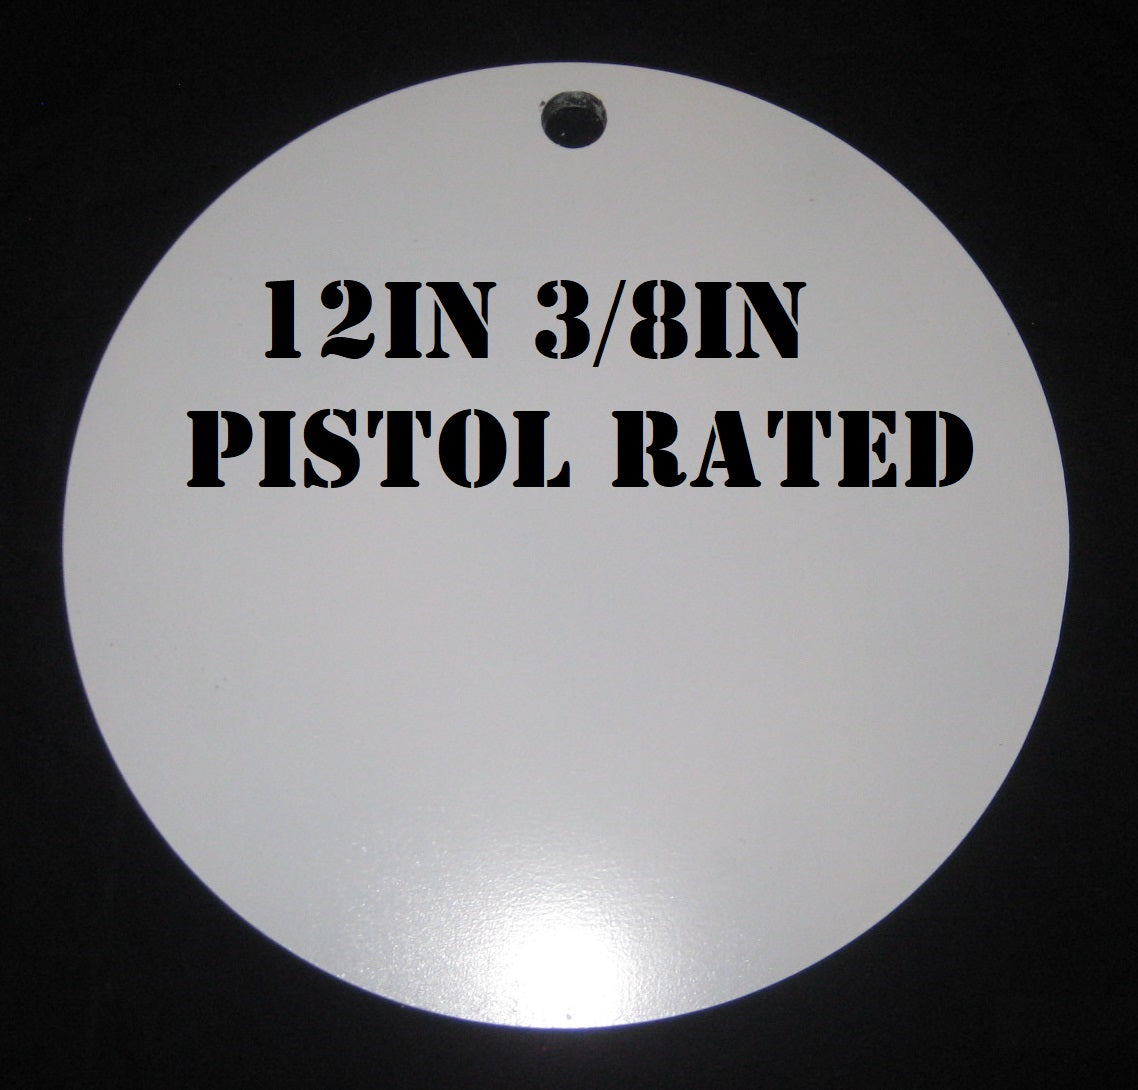 12IN 3/8IN
PISTOL RATED